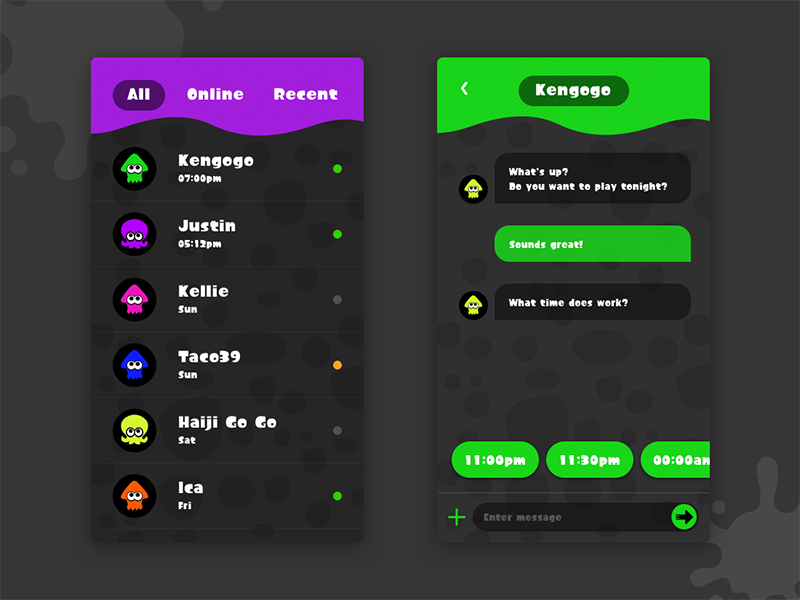 All Online Recent
Kengogo
07:00pm
Justin
05:12pm
Kellie
Sun
Taco39
Sun
Haiji Go Go
Sat
Ica
Fri
Kengogo
What's up?
Do you want to play tonight?
Sounds great!
What time does work?
11:00pm 11:30pm 00:00am
Enter message